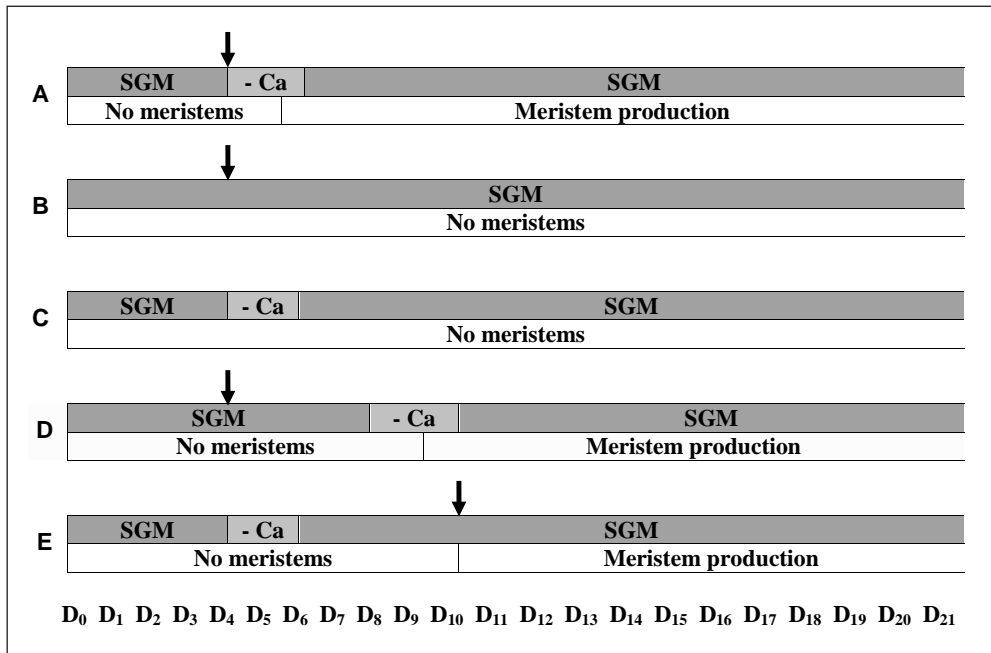 A
SGM - Ca SGM
No meristems Meristem production
B
SGM
No meristems
C
SGM - Ca SGM
No meristems
D
SGM - Ca SGM
No meristems Meristem production
E
SGM - Ca SGM
No meristems Meristem production
D₀ D₁ D₂ D₃ D₄ D₅ D₆ D₇ D₈ D₉ D₁₀ D₁₁ D₁₂ D₁₃ D₁₄ D₁₅ D₁₆ D₁₇ D₁₈ D₁₉ D₂₀ D₂₁